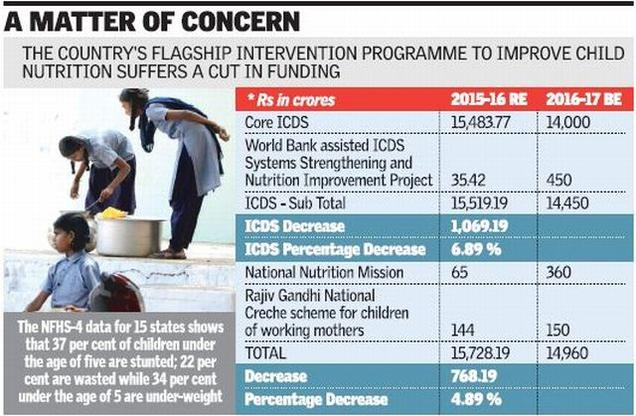 A MATTER OF CONCERN
THE COUNTRY'S FLAGSHIP INTERVENTION PROGRAMME TO IMPROVE CHILD
NUTRITION SUFFERS A CUT IN FUNDING
* Rs in crores 2015-16 RE 2016-17 BE
Core ICDS 15,483.77 14,000
World Bank assisted ICDS
Systems Strengthening and
Nutrition Improvement Project 35.42 450
ICDS - Sub Total 15,519.19 14,450
ICDS Decrease 1,069.19
ICDS Percentage Decrease 6.89 %
National Nutrition Mission 65 360
Rajiv Gandhi National
Creche scheme for children
of working mothers 144 150
TOTAL 15,728.19 14,960
Decrease 768.19
Percentage Decrease 4.89 %
The NFHS-4 data for 15 states shows
that 37 per cent of children under
the age of five are stunted; 22 per
cent are wasted while 34 per cent
under the age of 5 are under-weight